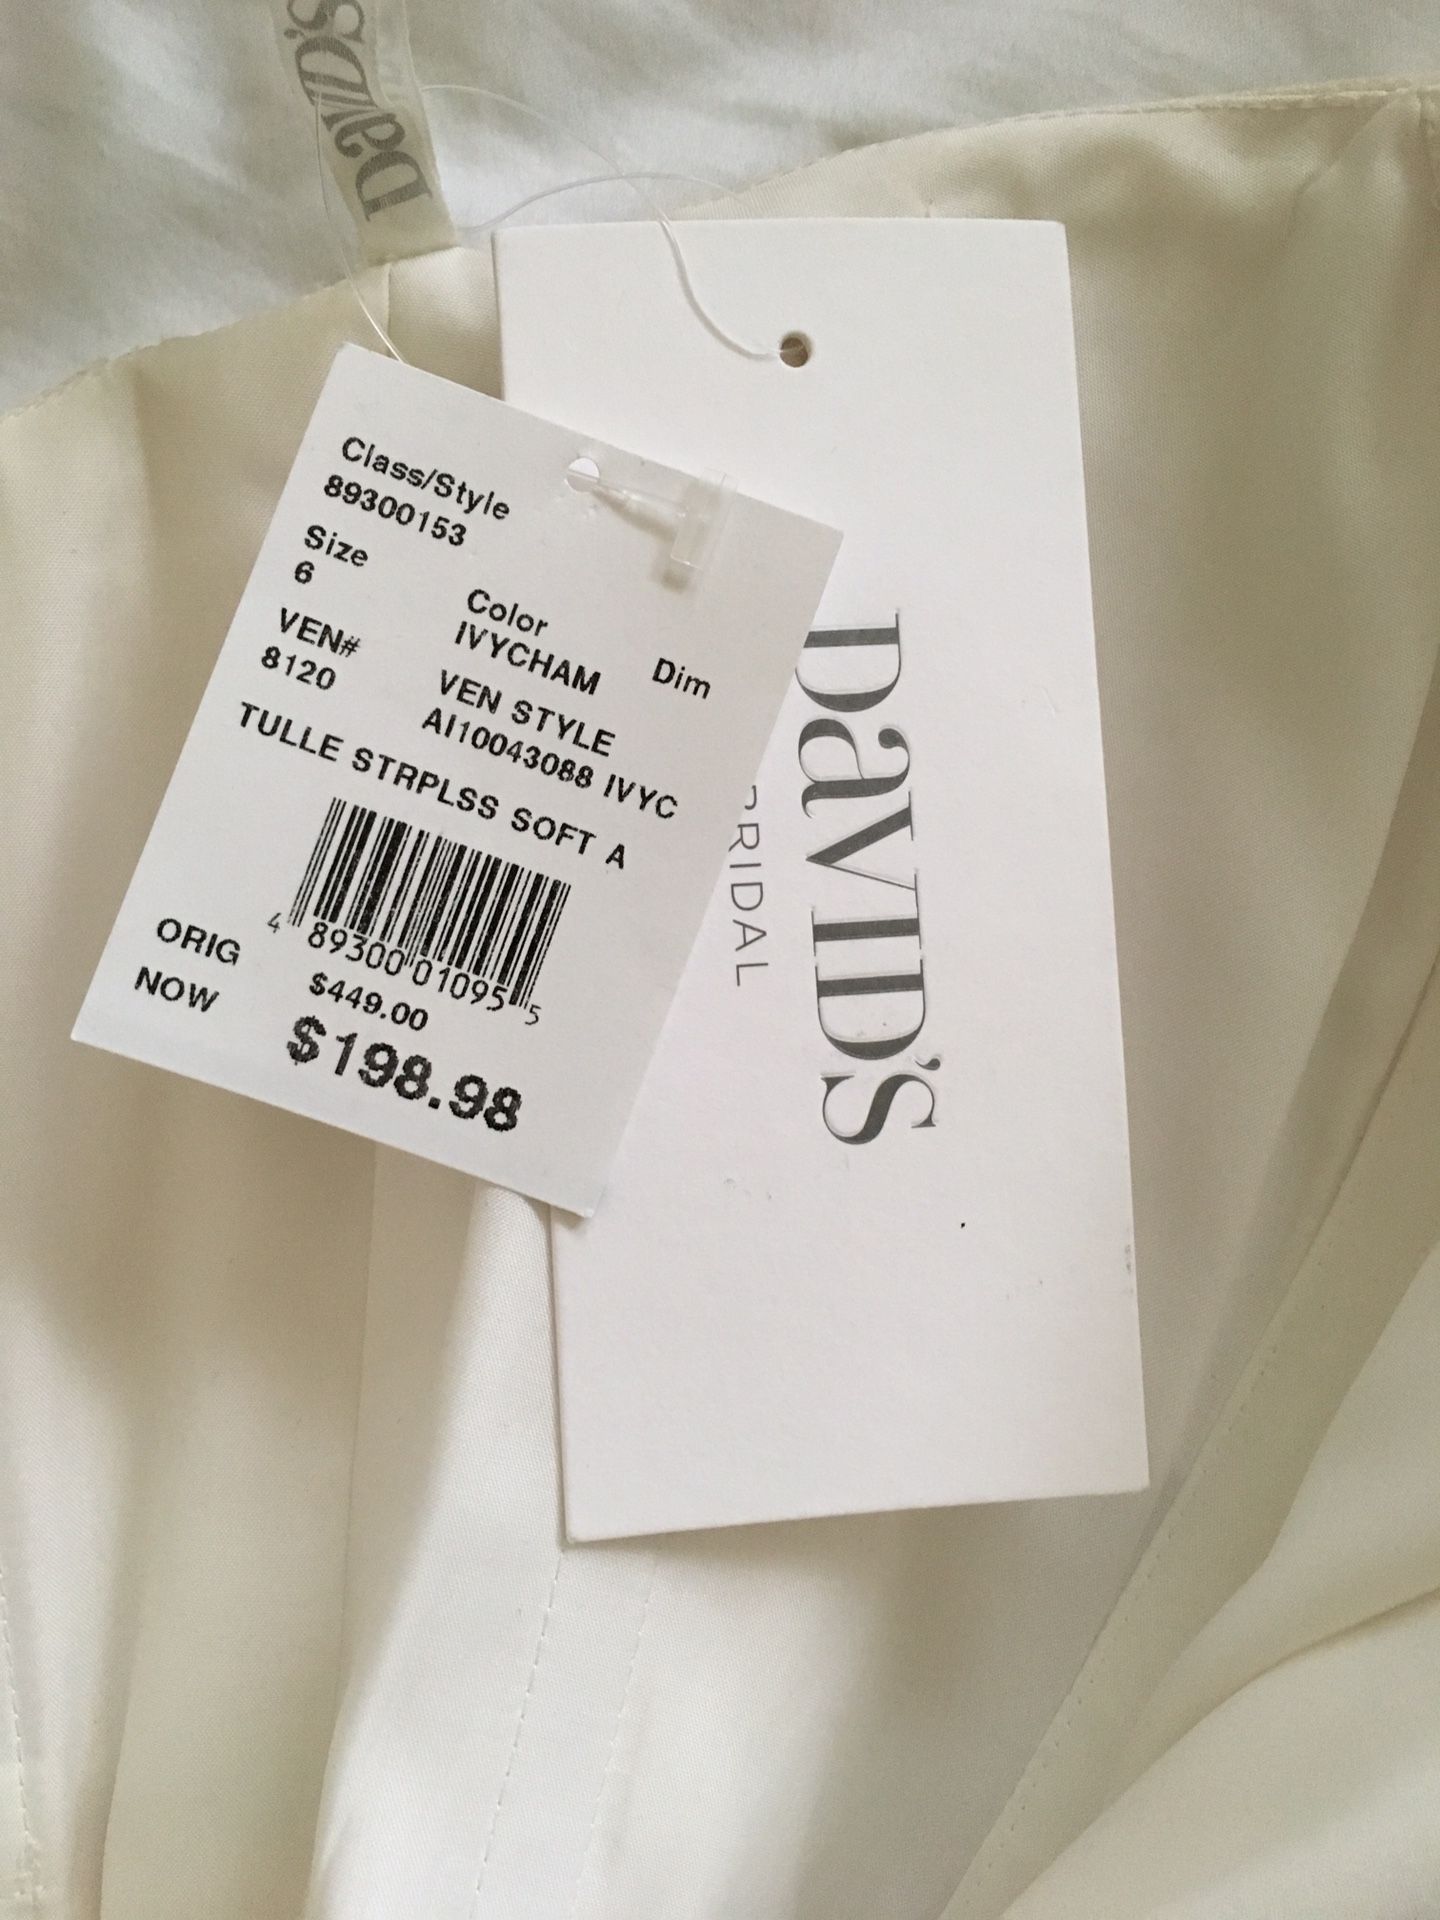 DaVID'S
Class/Style
89300153
Size
6
Color
IVYCHAM
Dim
VEN#
8120
VEN STYLE
AI10043088 IVYC
TULLE STRPLSS SOFT A
4 89300 01095 5
ORIG $449.00
NOW $198.98
DaVID'S
BRIDAL